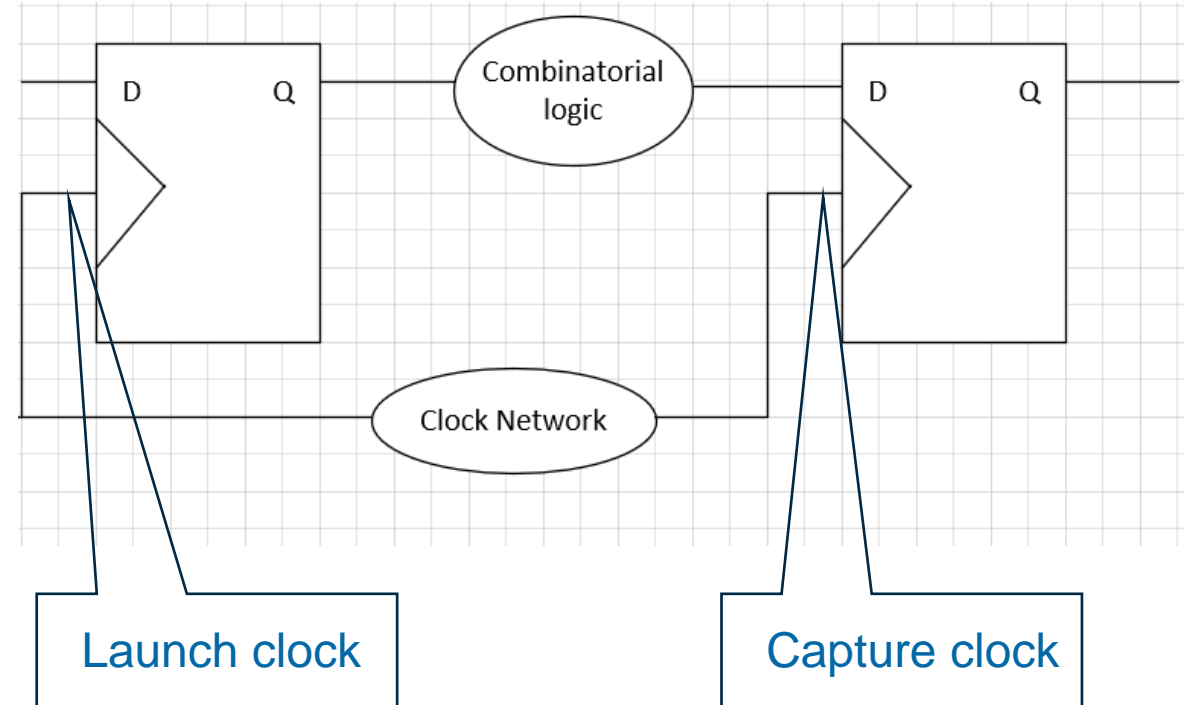 Combinatorial
logic
D
Q
D
Q
Clock Network
Launch clock
Capture clock